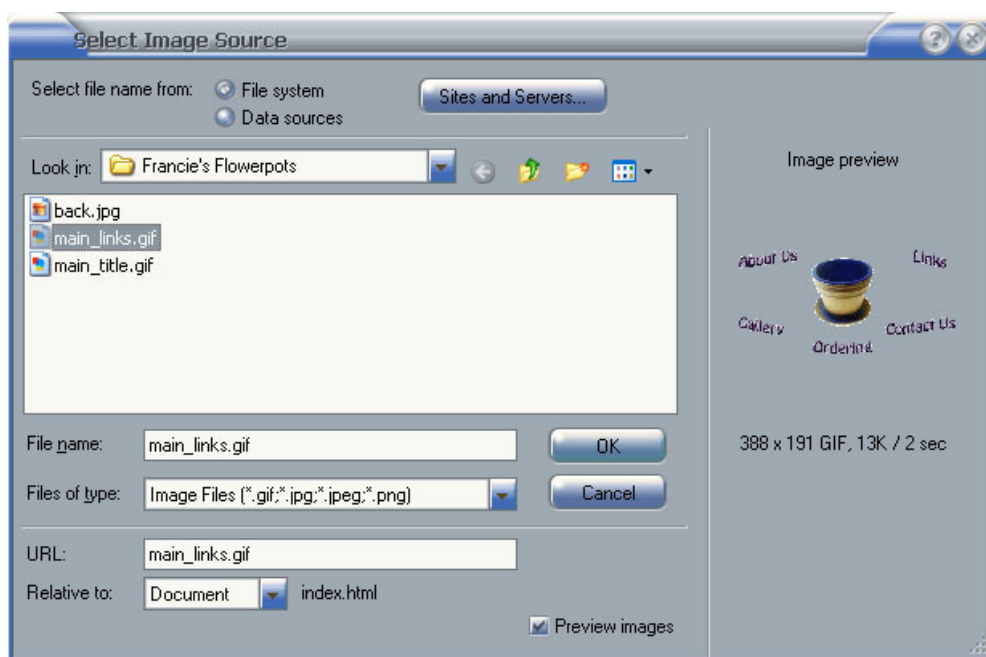 Select Image Source
Select file name from:
File system
Data sources
Sites and Servers...
Look in:
Francie's Flowerpots
back.jpg
main_links.gif
main_title.gif
File name:
main_links.gif
OK
Files of type:
Image Files (*.gif;*.jpg;*.jpeg;*.png)
Cancel
URL:
main_links.gif
Relative to:
Document
index.html
Preview images
Image preview
About Us
Links
Gallery
Contact Us
Ordering
388 x 191 GIF, 13K / 2 sec